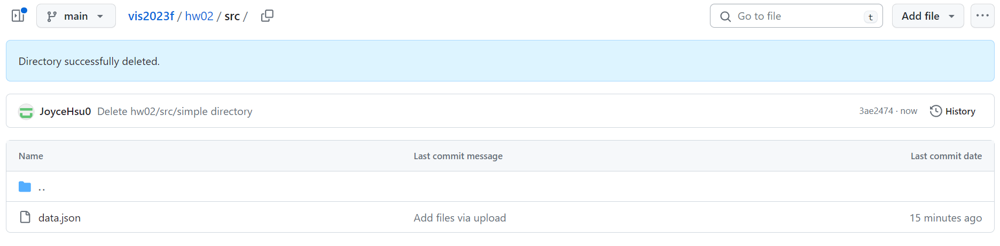 main vis2023f / hw02 / src / Go to file t Add file ...
Directory successfully deleted.
JoyceHsu0 Delete hw02/src/simple directory 3ae2474 · now History
Name Last commit message Last commit date
..
data.json Add files via upload 15 minutes ago